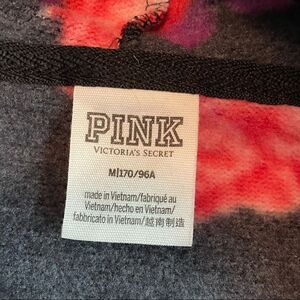 PINK
VICTORIA'S SECRET
M|170/96A
made in Vietnam/fabriqué au
Vietnam/hecho en Vietnam/
fabbricato in Vietnam/越南制造